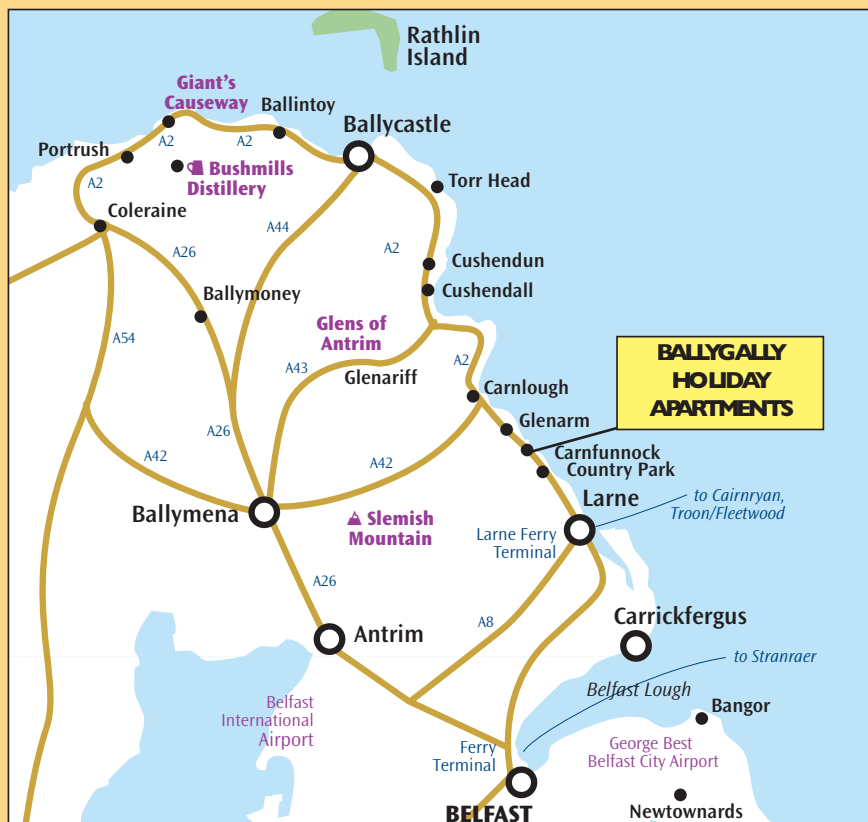 Rathlin
Island
Giant's
Causeway
Ballintoy
Ballycastle
Portrush
A2
A2
Bushmills
Distillery
Torr Head
A2
Coleraine
A44
A26
A2
Cushendun
Cushendall
Ballymoney
Glens of
Antrim
A54
A43
Glenariff
A2
BALLYGALLY
HOLIDAY
APARTMENTS
Carnlough
Glenarm
A26
A42
A42
Carnfunnock
Country Park
Larne
to Cairnryan,
Troon/Fleetwood
Ballymena
Slemish
Mountain
Larne Ferry
Terminal
A26
Antrim
A8
Carrickfergus
to Stranraer
Belfast Lough
Belfast
International
Airport
Bangor
Ferry
Terminal
George Best
Belfast City Airport
BELFAST
Newtownards